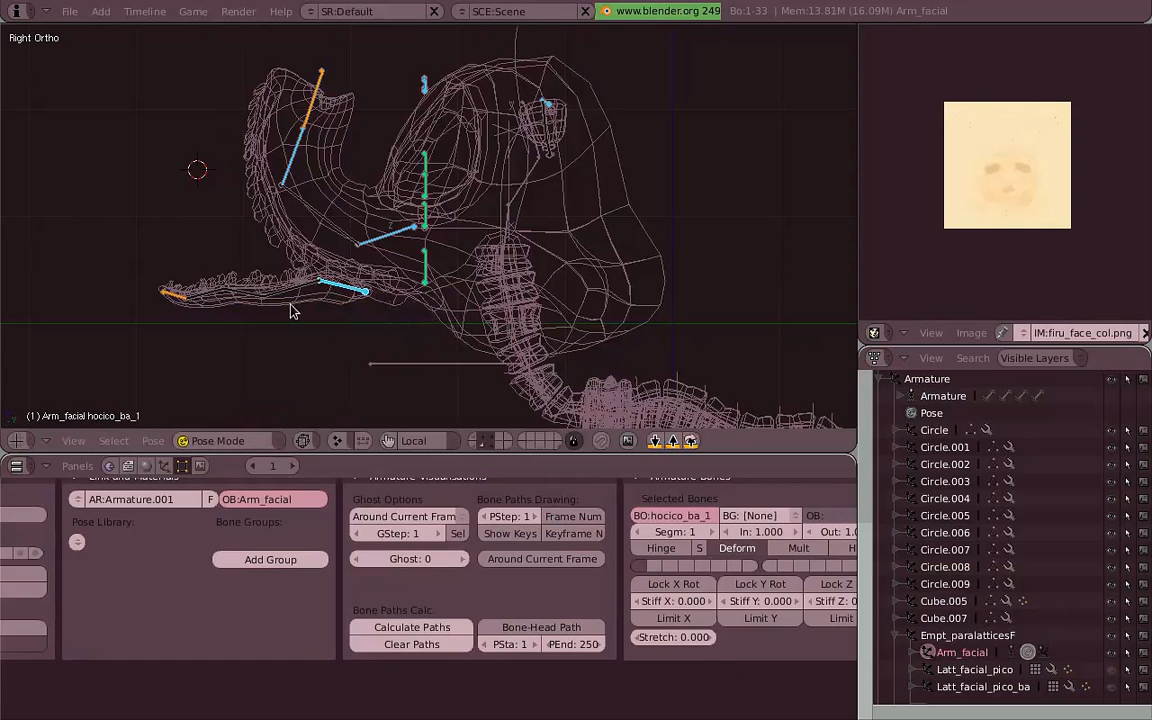 File Add Timeline Game Render Help SR:Default SCE:Scene www.blender.org 249 Bo:1-33 | Mem:13.81M (16.09M) Arm_facial
Right Ortho
(1) Arm_facial hocico_ba_1
View Select Pose Pose Mode Local
Panels 1
Link and Materials
AR:Armature.001 F OB:Arm_facial
Pose Library: Bone Groups:
Add Group
Armature Visualisations
Ghost Options Bone Paths Drawing:
Around Current Fram PStep: 1 Frame Num
GStep: 1 Sel Show Keys Keyframe N
Ghost: 0 Around Current Frame
Bone Paths Calc.
Calculate Paths Bone-Head Path
Clear Paths PSta: 1 PEnd: 250
Armature Bones
Selected Bones
BO:hocico_ba_1 BG: [None] OB:
Segm: 1 In: 1.000 Out: 1.0
Hinge S Deform Mult H
Lock X Rot Lock Y Rot Lock Z
Stiff X: 0.000 Stiff Y: 0.000 Stiff Z: 0
Limit X Limit Y Limit
Stretch: 0.000
View Image IM:firu_face_col.png
View Search Visible Layers
Armature
Armature
Pose
Circle
Circle.001
Circle.002
Circle.003
Circle.004
Circle.005
Circle.006
Circle.007
Circle.008
Circle.009
Cube.005
Cube.007
Empt_paralatticesF
Arm_facial
Latt_facial_pico
Latt_facial_pico_ba